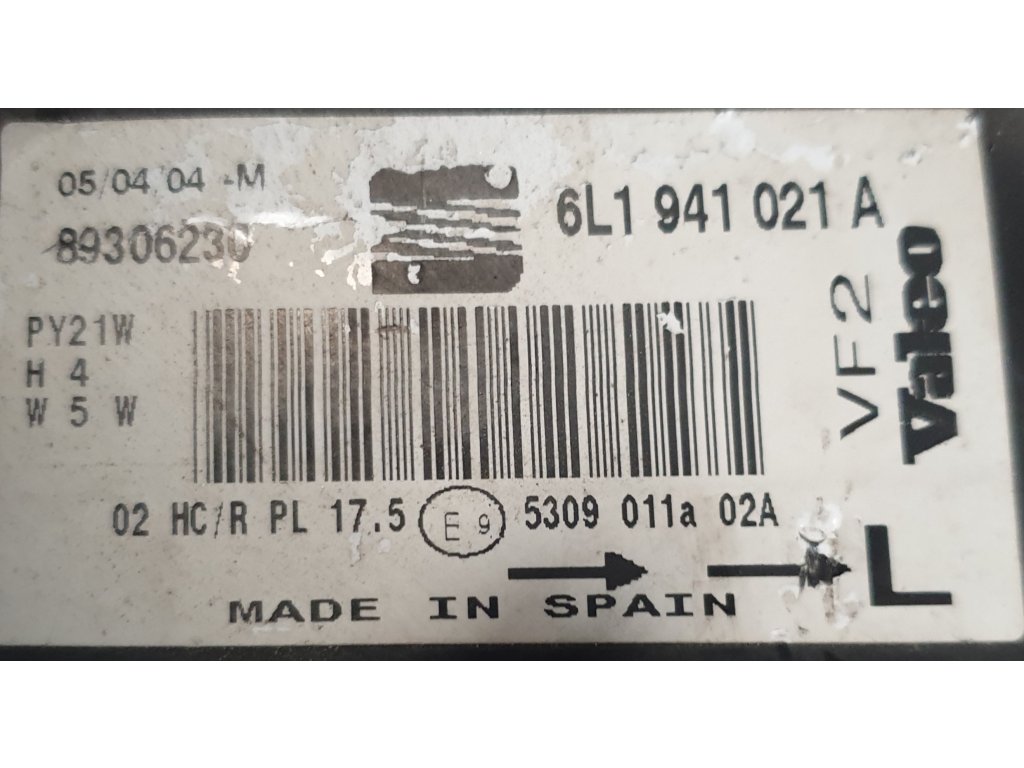 05/04/04 -M
6L1 941 021 A
89306230
PY21W
H 4
W 5 W
VF2
Valeo
02 HC/R PL 17.5 E 9 5309 011a 02A
MADE IN SPAIN
L